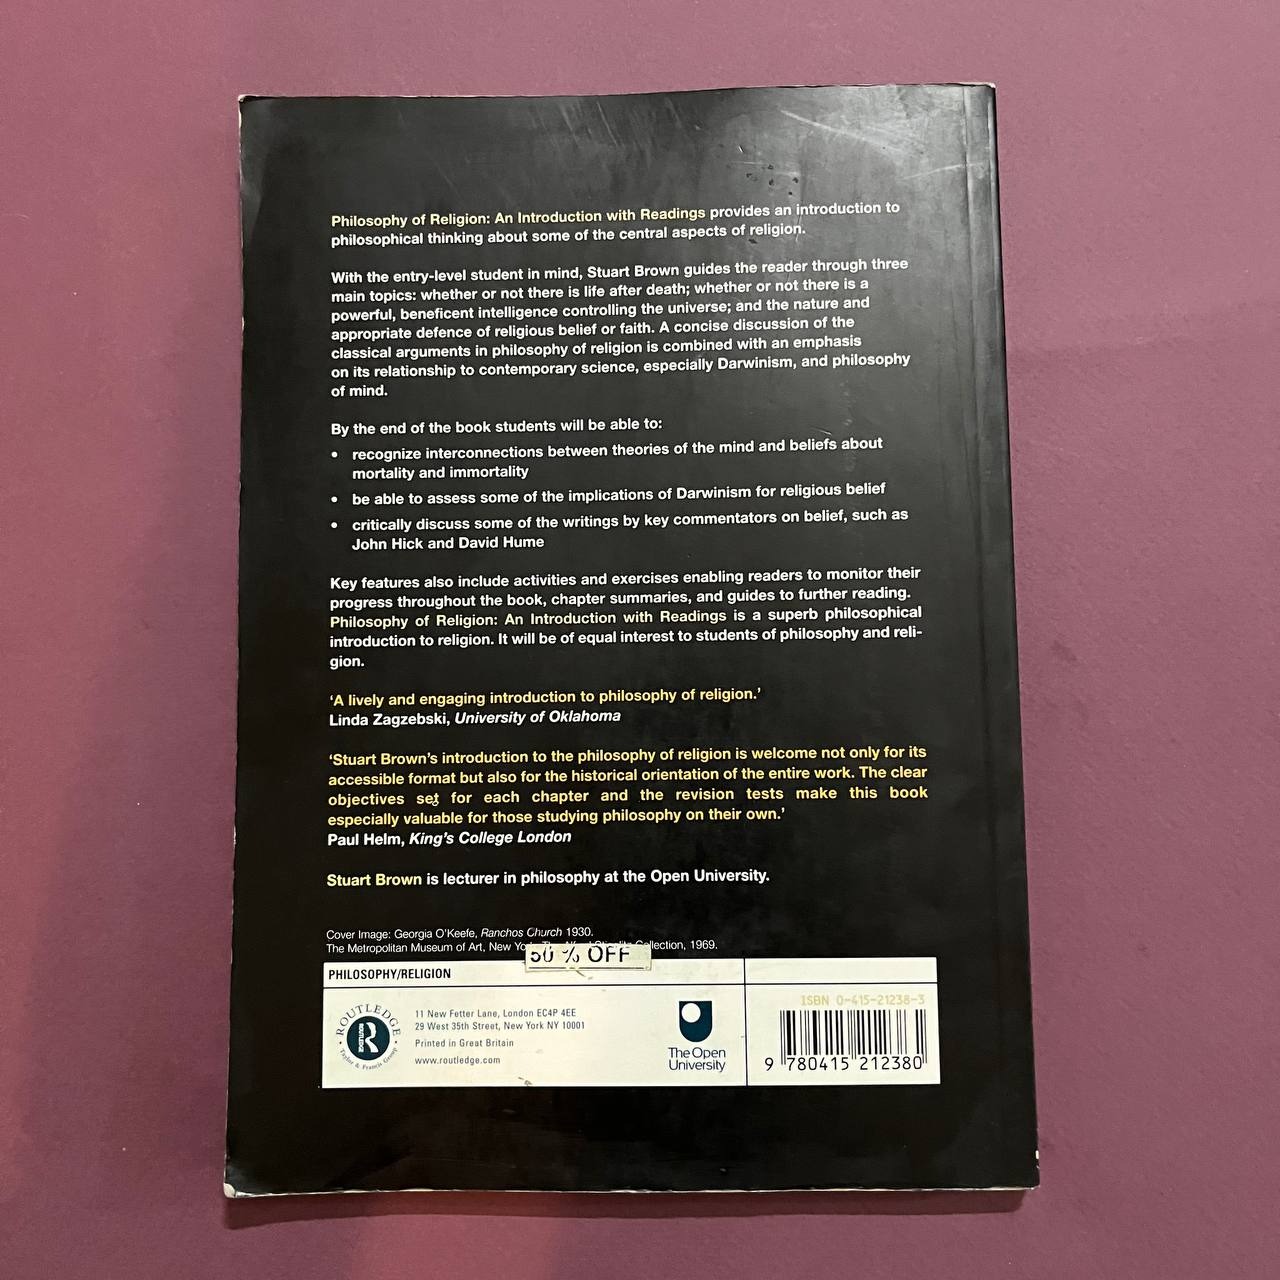 Philosophy of Religion: An Introduction with Readings provides an introduction to
philosophical thinking about some of the central aspects of religion.
With the entry-level student in mind, Stuart Brown guides the reader through three
main topics: whether or not there is life after death; whether or not there is a
powerful, beneficent intelligence controlling the universe; and the nature and
appropriate defence of religious belief or faith. A concise discussion of the
classical arguments in philosophy of religion is combined with an emphasis
on its relationship to contemporary science, especially Darwinism, and philosophy
of mind.
By the end of the book students will be able to:
• recognize interconnections between theories of the mind and beliefs about
mortality and immortality
• be able to assess some of the implications of Darwinism for religious belief
• critically discuss some of the writings by key commentators on belief, such as
John Hick and David Hume
Key features also include activities and exercises enabling readers to monitor their
progress throughout the book, chapter summaries, and guides to further reading.
Philosophy of Religion: An Introduction with Readings is a superb philosophical
introduction to religion. It will be of equal interest to students of philosophy and reli-
gion.
‘A lively and engaging introduction to philosophy of religion.’
Linda Zagzebski, University of Oklahoma
‘Stuart Brown’s introduction to the philosophy of religion is welcome not only for its
accessible format but also for the historical orientation of the entire work. The clear
objectives set for each chapter and the revision tests make this book
especially valuable for those studying philosophy on their own.’
Paul Helm, King’s College London
Stuart Brown is lecturer in philosophy at the Open University.
Cover Image: Georgia O’Keefe, Ranchos Church 1930.
The Metropolitan Museum of Art, New Collection, 1969.
50 % OFF
PHILOSOPHY/RELIGION
ROUTLEDGE
ROUTLEDGE
Taylor & Francis Group
11 New Fetter Lane, London EC4P 4EE
29 West 35th Street, New York NY 10001
Printed in Great Britain
www.routledge.com
The Open
University
ISBN 0-415-21238-3
9 780415 212380